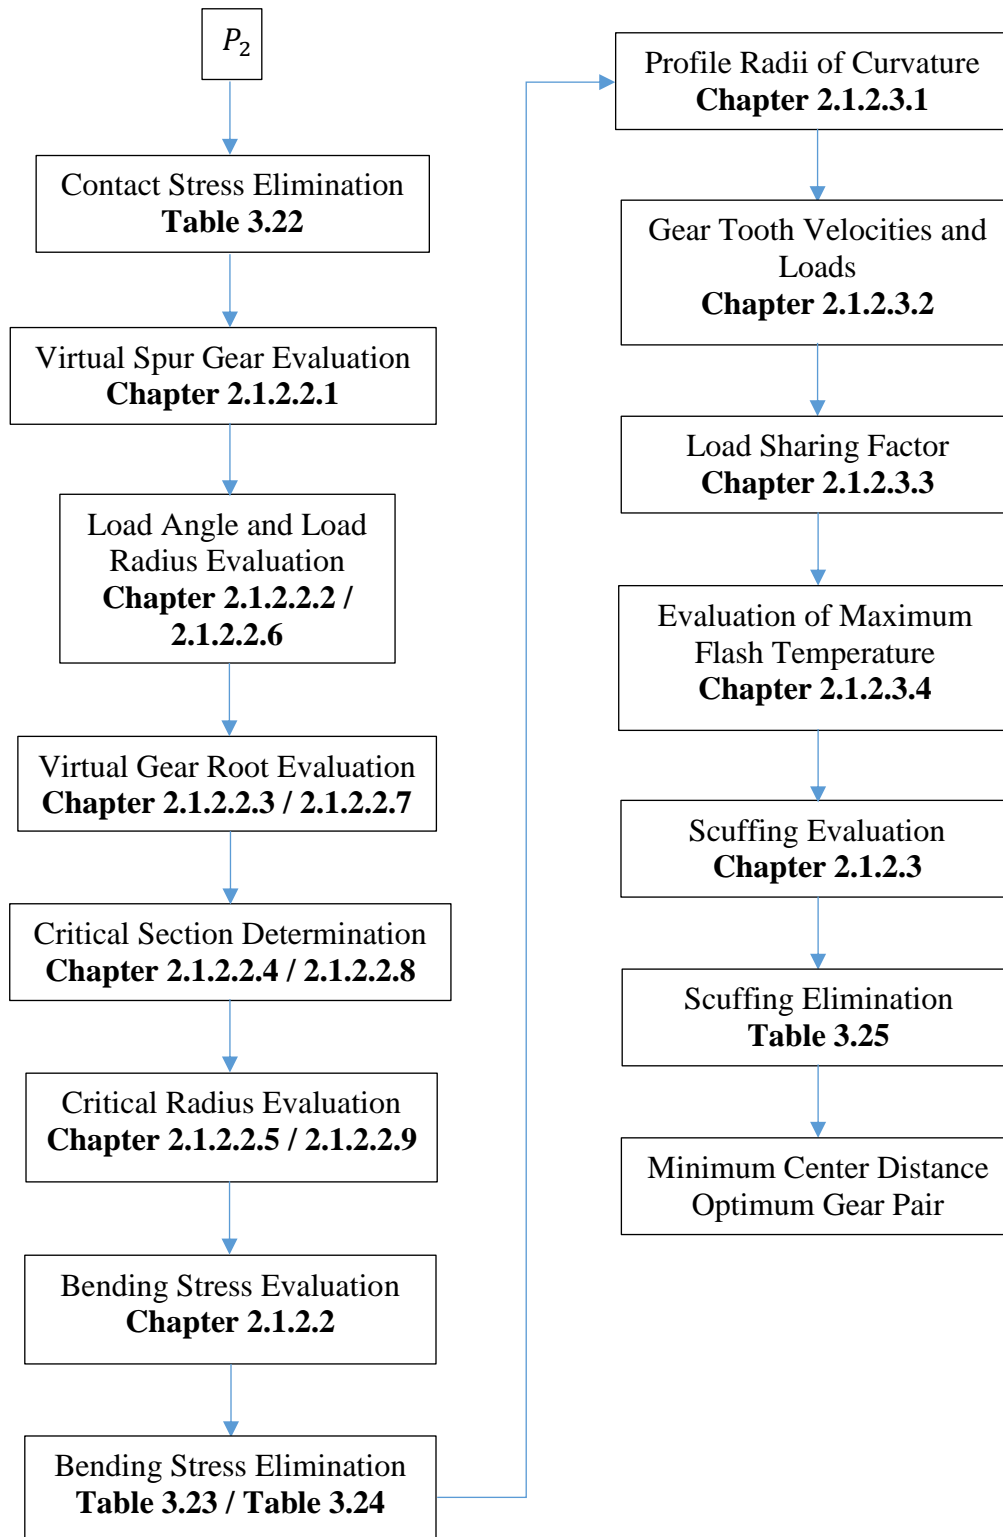 P₂
Contact Stress Elimination
Table 3.22
Virtual Spur Gear Evaluation
Chapter 2.1.2.2.1
Load Angle and Load
Radius Evaluation
Chapter 2.1.2.2.2 /
2.1.2.2.6
Virtual Gear Root Evaluation
Chapter 2.1.2.2.3 / 2.1.2.2.7
Critical Section Determination
Chapter 2.1.2.2.4 / 2.1.2.2.8
Critical Radius Evaluation
Chapter 2.1.2.2.5 / 2.1.2.2.9
Bending Stress Evaluation
Chapter 2.1.2.2
Bending Stress Elimination
Table 3.23 / Table 3.24
Profile Radii of Curvature
Chapter 2.1.2.3.1
Gear Tooth Velocities and
Loads
Chapter 2.1.2.3.2
Load Sharing Factor
Chapter 2.1.2.3.3
Evaluation of Maximum
Flash Temperature
Chapter 2.1.2.3.4
Scuffing Evaluation
Chapter 2.1.2.3
Scuffing Elimination
Table 3.25
Minimum Center Distance
Optimum Gear Pair